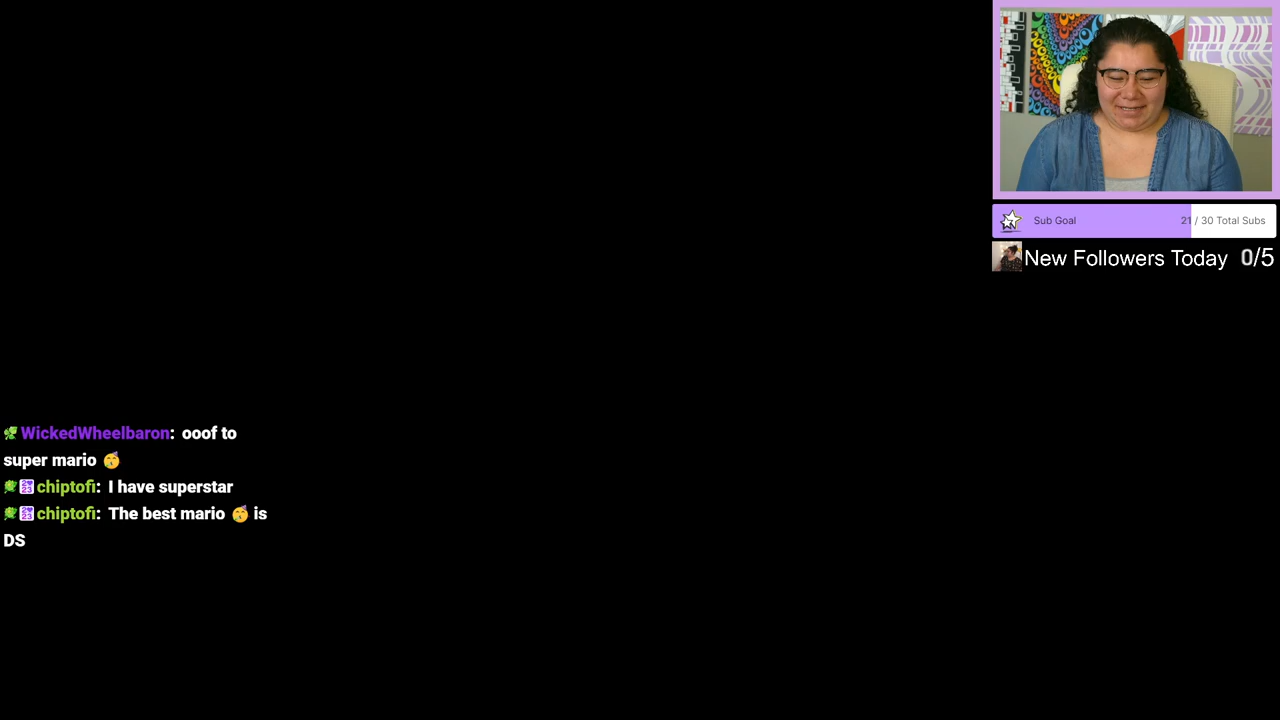 Sub Goal 21 / 30 Total Subs
New Followers Today 0/5
WickedWheelbaron: ooof to
super mario 🥳
chiptofi: I have superstar
chiptofi: The best mario 🥳 is
DS